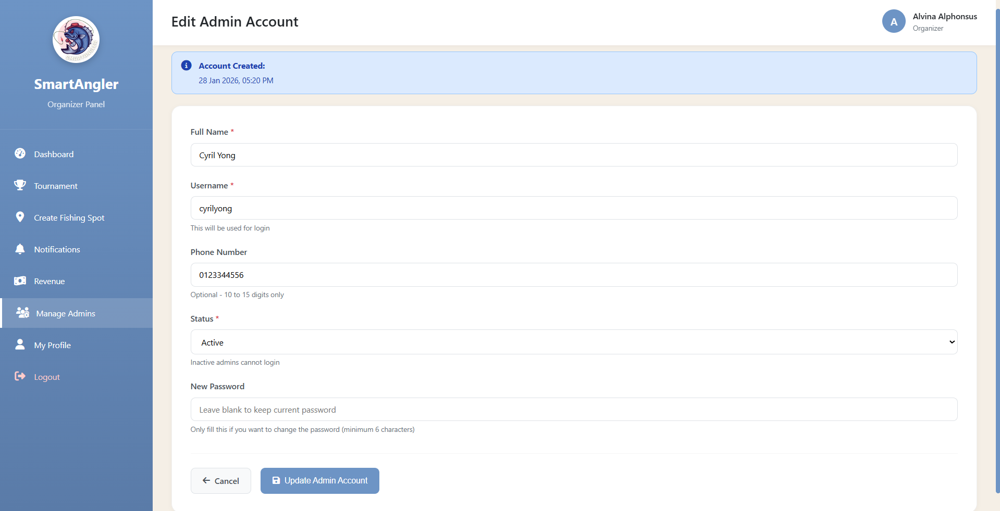 SMARTANGLER
SmartAngler
Organizer Panel
Dashboard
Tournament
Create Fishing Spot
Notifications
Revenue
Manage Admins
My Profile
Logout
Edit Admin Account
A
Alvina Alphonsus
Organizer
Account Created:
28 Jan 2026, 05:20 PM
Full Name *
Cyril Yong
Username *
cyrilyong
This will be used for login
Phone Number
0123344556
Optional - 10 to 15 digits only
Status *
Active
Inactive admins cannot login
New Password
Leave blank to keep current password
Only fill this if you want to change the password (minimum 6 characters)
Cancel
Update Admin Account